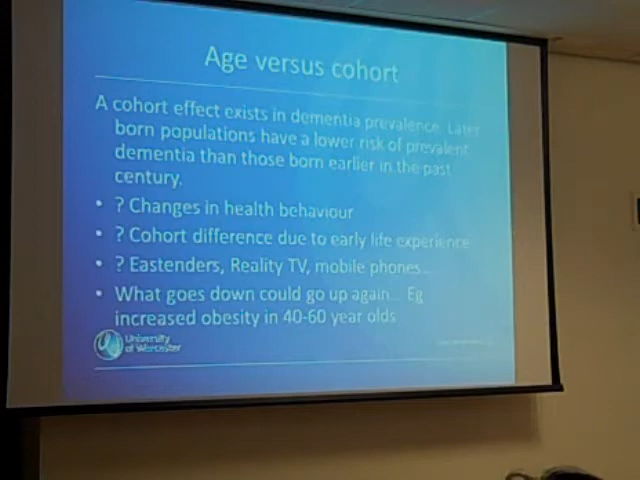 Age versus cohort
A cohort effect exists in dementia prevalence. Later
born populations have a lower risk of prevalent
dementia than those born earlier in the past
century.
• ? Changes in health behaviour
• ? Cohort difference due to early life experience
• ? Eastenders, Reality TV, mobile phones...
• What goes down could go up again... Eg
increased obesity in 40-60 year olds
University
of Worcester